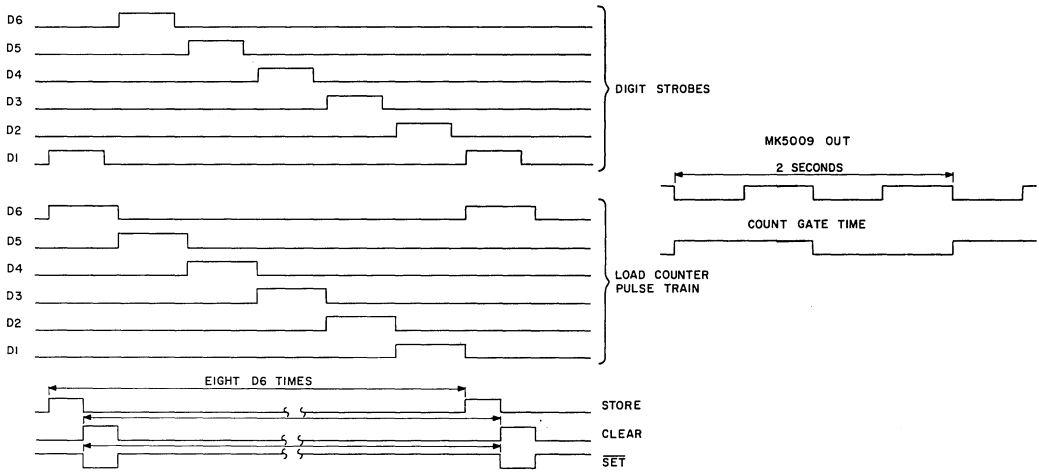 D6
D5
D4
D3
D2
D1
DIGIT STROBES
D6
D5
D4
D3
D2
D1
LOAD COUNTER
PULSE TRAIN
EIGHT D6 TIMES
STORE
CLEAR
SET
MK5009 OUT
2 SECONDS
COUNT GATE TIME